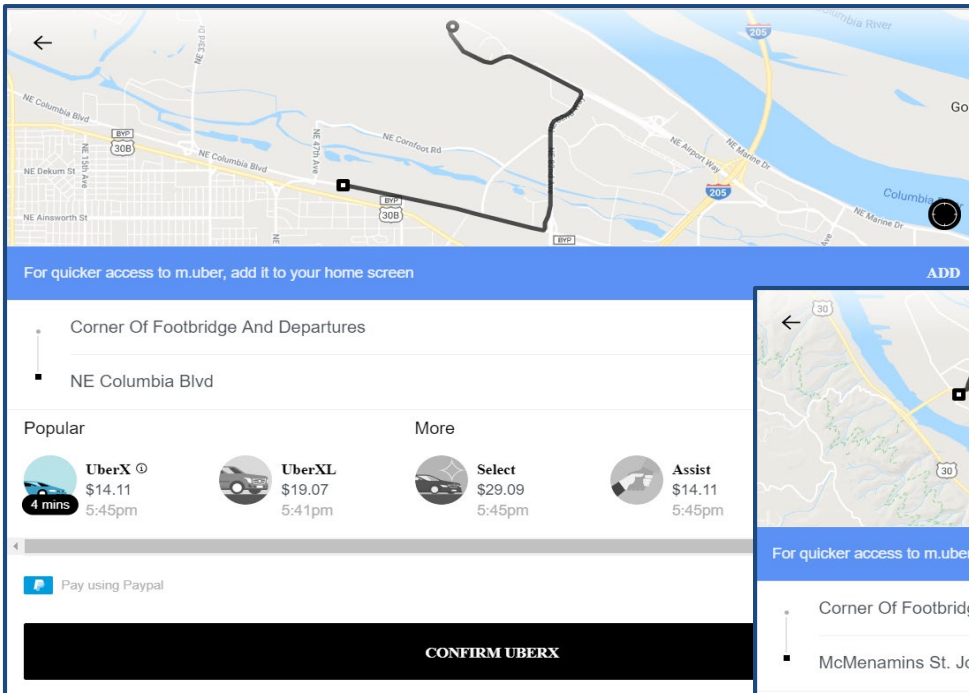 Columbia River
205
NE 33rd Dr
NE Columbia Blvd
BYP
30B
NE 15th Ave
NE Dekum St
NE Columbia Blvd
NE 47th Ave
NE Cornfoot Rd
NE Airport Way
NE Marine Dr
205
Columbia
NE Marine Dr
BYP
30B
NE Ainsworth St
NE
BYP
Ave
Go
For quicker access to m.uber, add it to your home screen
ADD
Corner Of Footbridge And Departures
NE Columbia Blvd
Popular
More
UberX
$14.11
5:45pm
4 mins
UberXL
$19.07
5:41pm
Select
$29.09
5:45pm
Assist
$14.11
5:45pm
Pay using Paypal
CONFIRM UBERX
30
30
For quicker access to m.uber
Corner Of Footbridg
McMenamins St. Jo